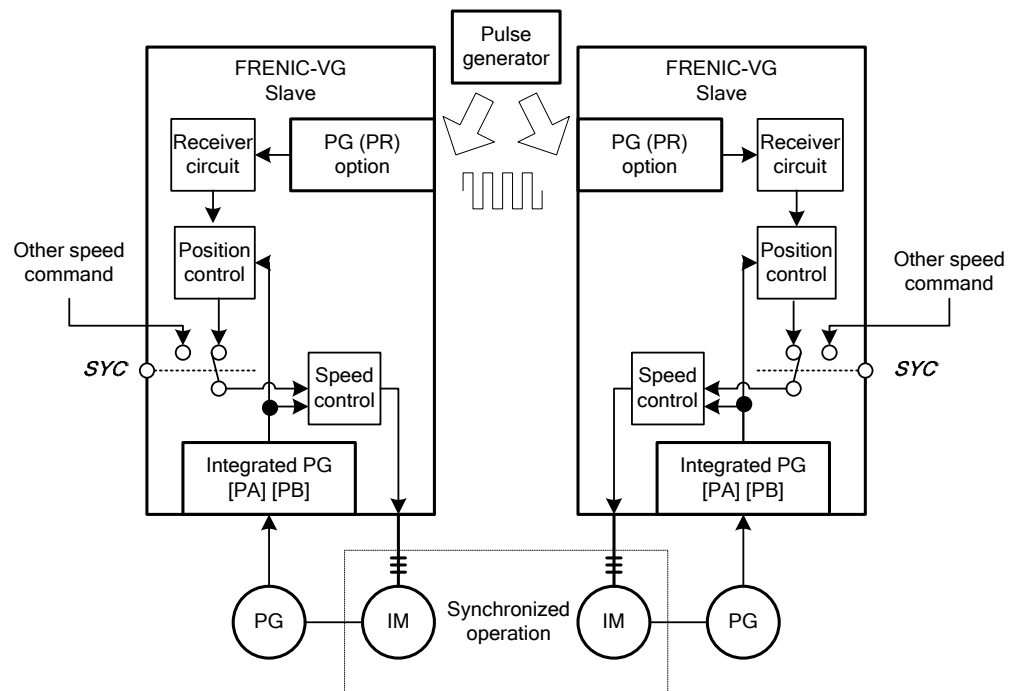 Pulse
generator
FRENIC-VG
Slave
Receiver
circuit
PG (PR)
option
Position
control
Other speed
command
SYC
Speed
control
Integrated PG
[PA] [PB]
PG
IM
Synchronized
operation
FRENIC-VG
Slave
PG (PR)
option
Receiver
circuit
Position
control
Other speed
command
SYC
Speed
control
Integrated PG
[PA] [PB]
IM
PG